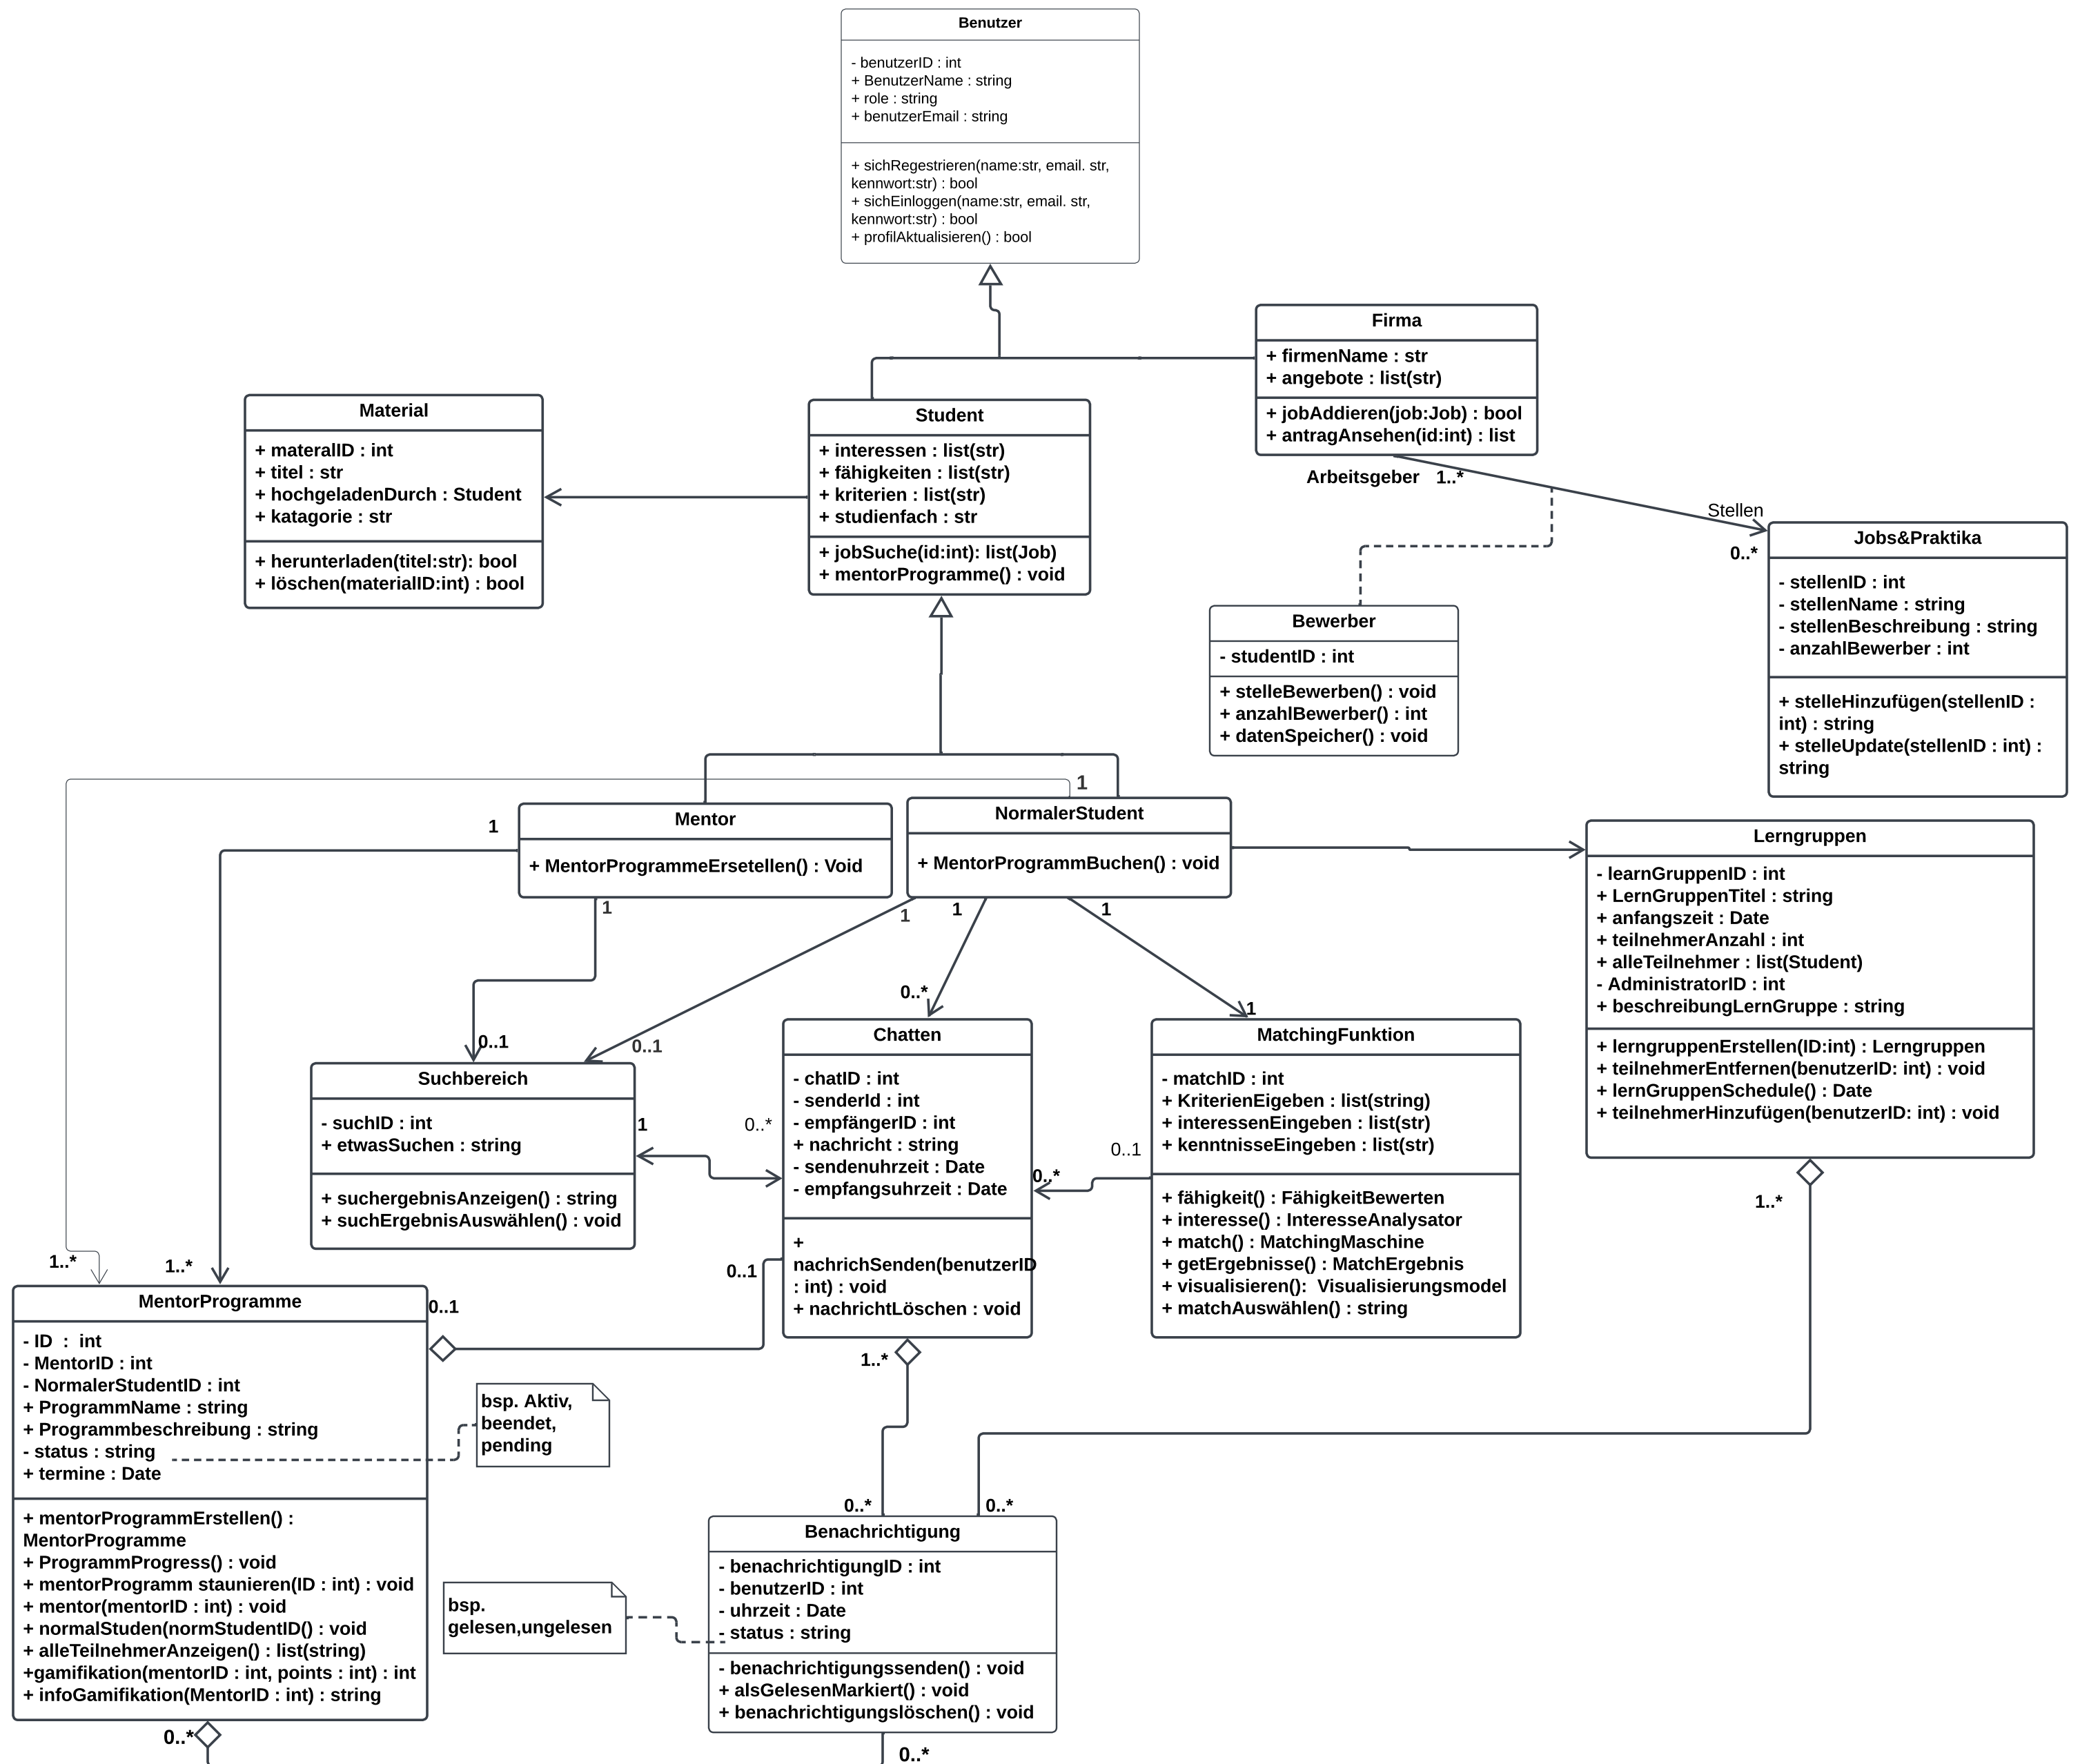 Benutzer
- benutzerID : int
+ BenutzerName : string
+ role : string
+ benutzerEmail : string
+ sichRegestrieren(name:str, email. str,
kennwort:str) : bool
+ sichEinloggen(name:str, email. str,
kennwort:str) : bool
+ profilAktualisieren() : bool
Firma
+ firmenName : str
+ angebote : list(str)
+ jobAddieren(job:Job) : bool
+ antragAnsehen(id:int) : list
Arbeitsgeber 1..*
Stellen
0..*
Material
+ materalID : int
+ titel : str
+ hochgeladenDurch : Student
+ katagorie : str
+ herunterladen(titel:str): bool
+ löschen(materialID:int) : bool
Student
+ interessen : list(str)
+ fähigkeiten : list(str)
+ kriterien : list(str)
+ studienfach : str
+ jobSuche(id:int): list(Job)
+ mentorProgramme() : void
Jobs&Praktika
- stellenID : int
- stellenName : string
- stellenBeschreibung : string
- anzahlBewerber : int
+ stelleHinzufügen(stellenID :
int) : string
+ stelleUpdate(stellenID : int) :
string
Bewerber
- studentID : int
+ stelleBewerben() : void
+ anzahlBewerber() : int
+ datenSpeicher() : void
1
1
Mentor
+ MentorProgrammeErsetellen() : Void
NormalerStudent
+ MentorProgrammBuchen() : void
Lerngruppen
- learnGruppenID : int
+ LernGruppenTitel : string
+ anfangszeit : Date
+ teilnehmerAnzahl : int
+ alleTeilnehmer : list(Student)
- AdministratorID : int
+ beschreibungLernGruppe : string
+ lerngruppenErstellen(ID:int) : Lerngruppen
+ teilnehmerEntfernen(benutzerID: int) : void
+ lernGruppenSchedule() : Date
+ teilnehmerHinzufügen(benutzerID: int) : void
1..*
1
1
1
1
0..1
0..1
0..*
1
Suchbereich
- suchID : int
+ etwasSuchen : string
+ suchergebnisAnzeigen() : string
+ suchErgebnisAuswählen() : void
1
0..*
Chatten
- chatID : int
- senderId : int
- empfängerID : int
+ nachricht : string
- sendenuhrzeit : Date
- empfangsuhrzeit : Date
+
nachrichSenden(benutzerID
: int) : void
+ nachrichtLöschen : void
0..1
0..*
MatchingFunktion
- matchID : int
+ KriterienEigeben : list(string)
+ interessenEingeben : list(str)
+ kenntnisseEingeben : list(str)
+ fähigkeit() : FähigkeitBewerten
+ interesse() : InteresseAnalysator
+ match() : MatchingMaschine
+ getErgebnisse() : MatchErgebnis
+ visualisieren():  Visualisierungsmodel
+ matchAuswählen() : string
1..*
1..*
0..1
0..1
1..*
MentorProgramme
- ID  :  int
- MentorID : int
- NormalerStudentID : int
+ ProgrammName : string
+ Programmbeschreibung : string
- status : string
+ termine : Date
+ mentorProgrammErstellen() :
MentorProgramme
+ ProgrammProgress() : void
+ mentorProgramm staunieren(ID : int) : void
+ mentor(mentorID : int) : void
+ normalStuden(normStudentID() : void
+ alleTeilnehmerAnzeigen() : list(string)
+gamifikation(mentorID : int, points : int) : int
+ infoGamifikation(MentorID : int) : string
0..*
bsp. Aktiv,
beendet,
pending
bsp.
gelesen,ungelesen
0..*
0..*
Benachrichtigung
- benachrichtigungID : int
- benutzerID : int
- uhrzeit : Date
- status : string
- benachrichtigungssenden() : void
+ alsGelesenMarkiert() : void
+ benachrichtigungslöschen() : void
0..*